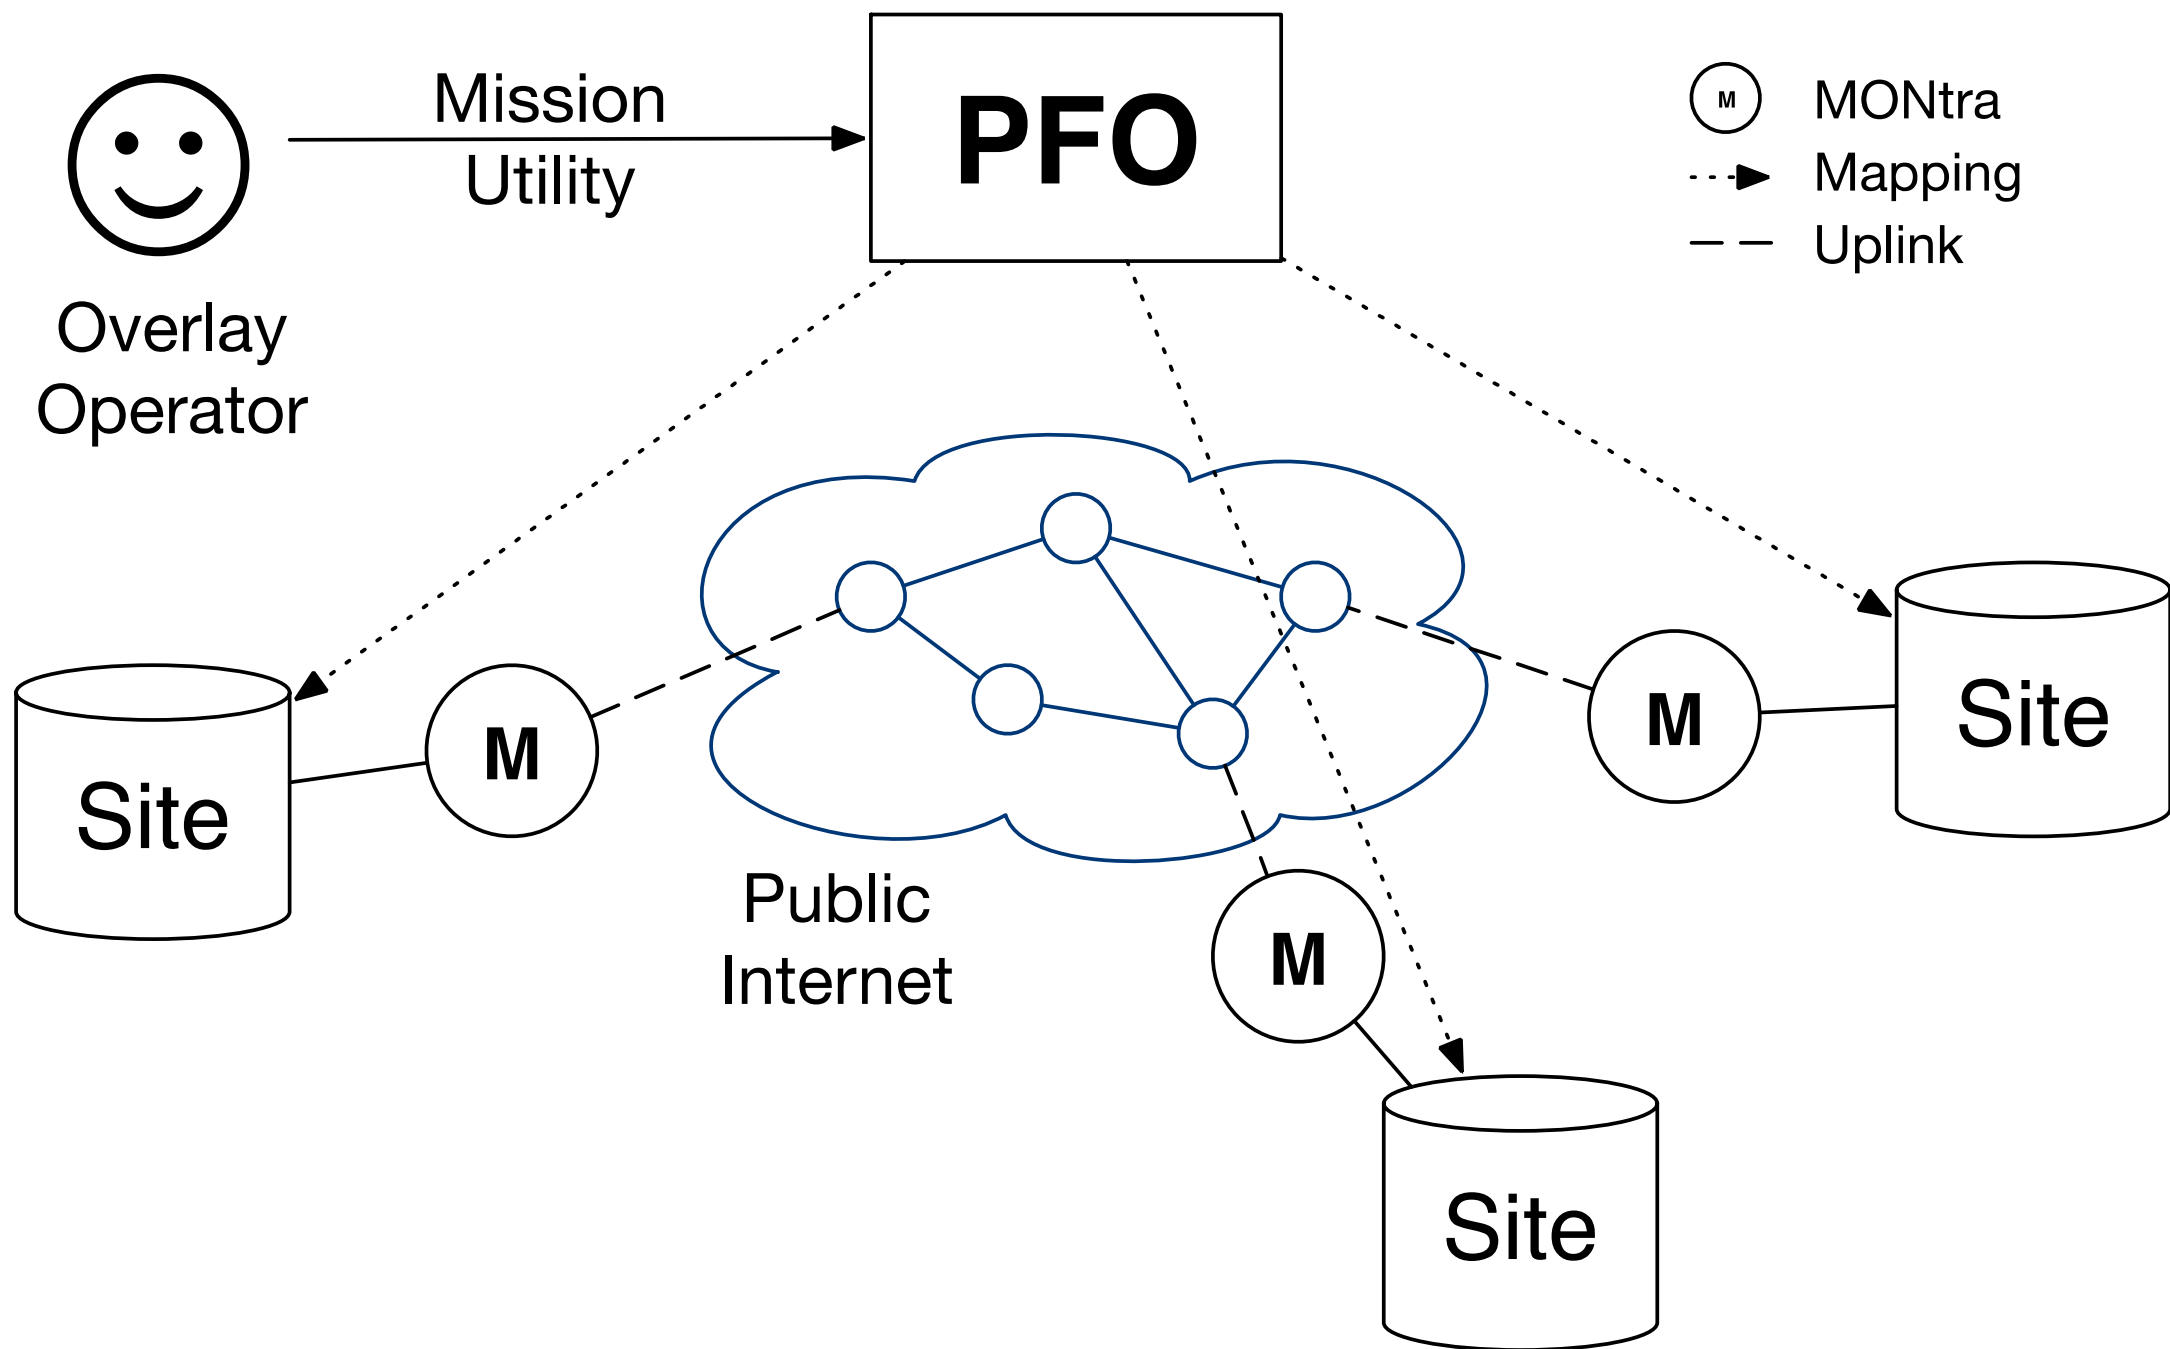 Mission
Utility
PFO
M MONtra
Mapping
Uplink
Overlay
Operator
Site
M
Public
Internet
M
Site
M
Site